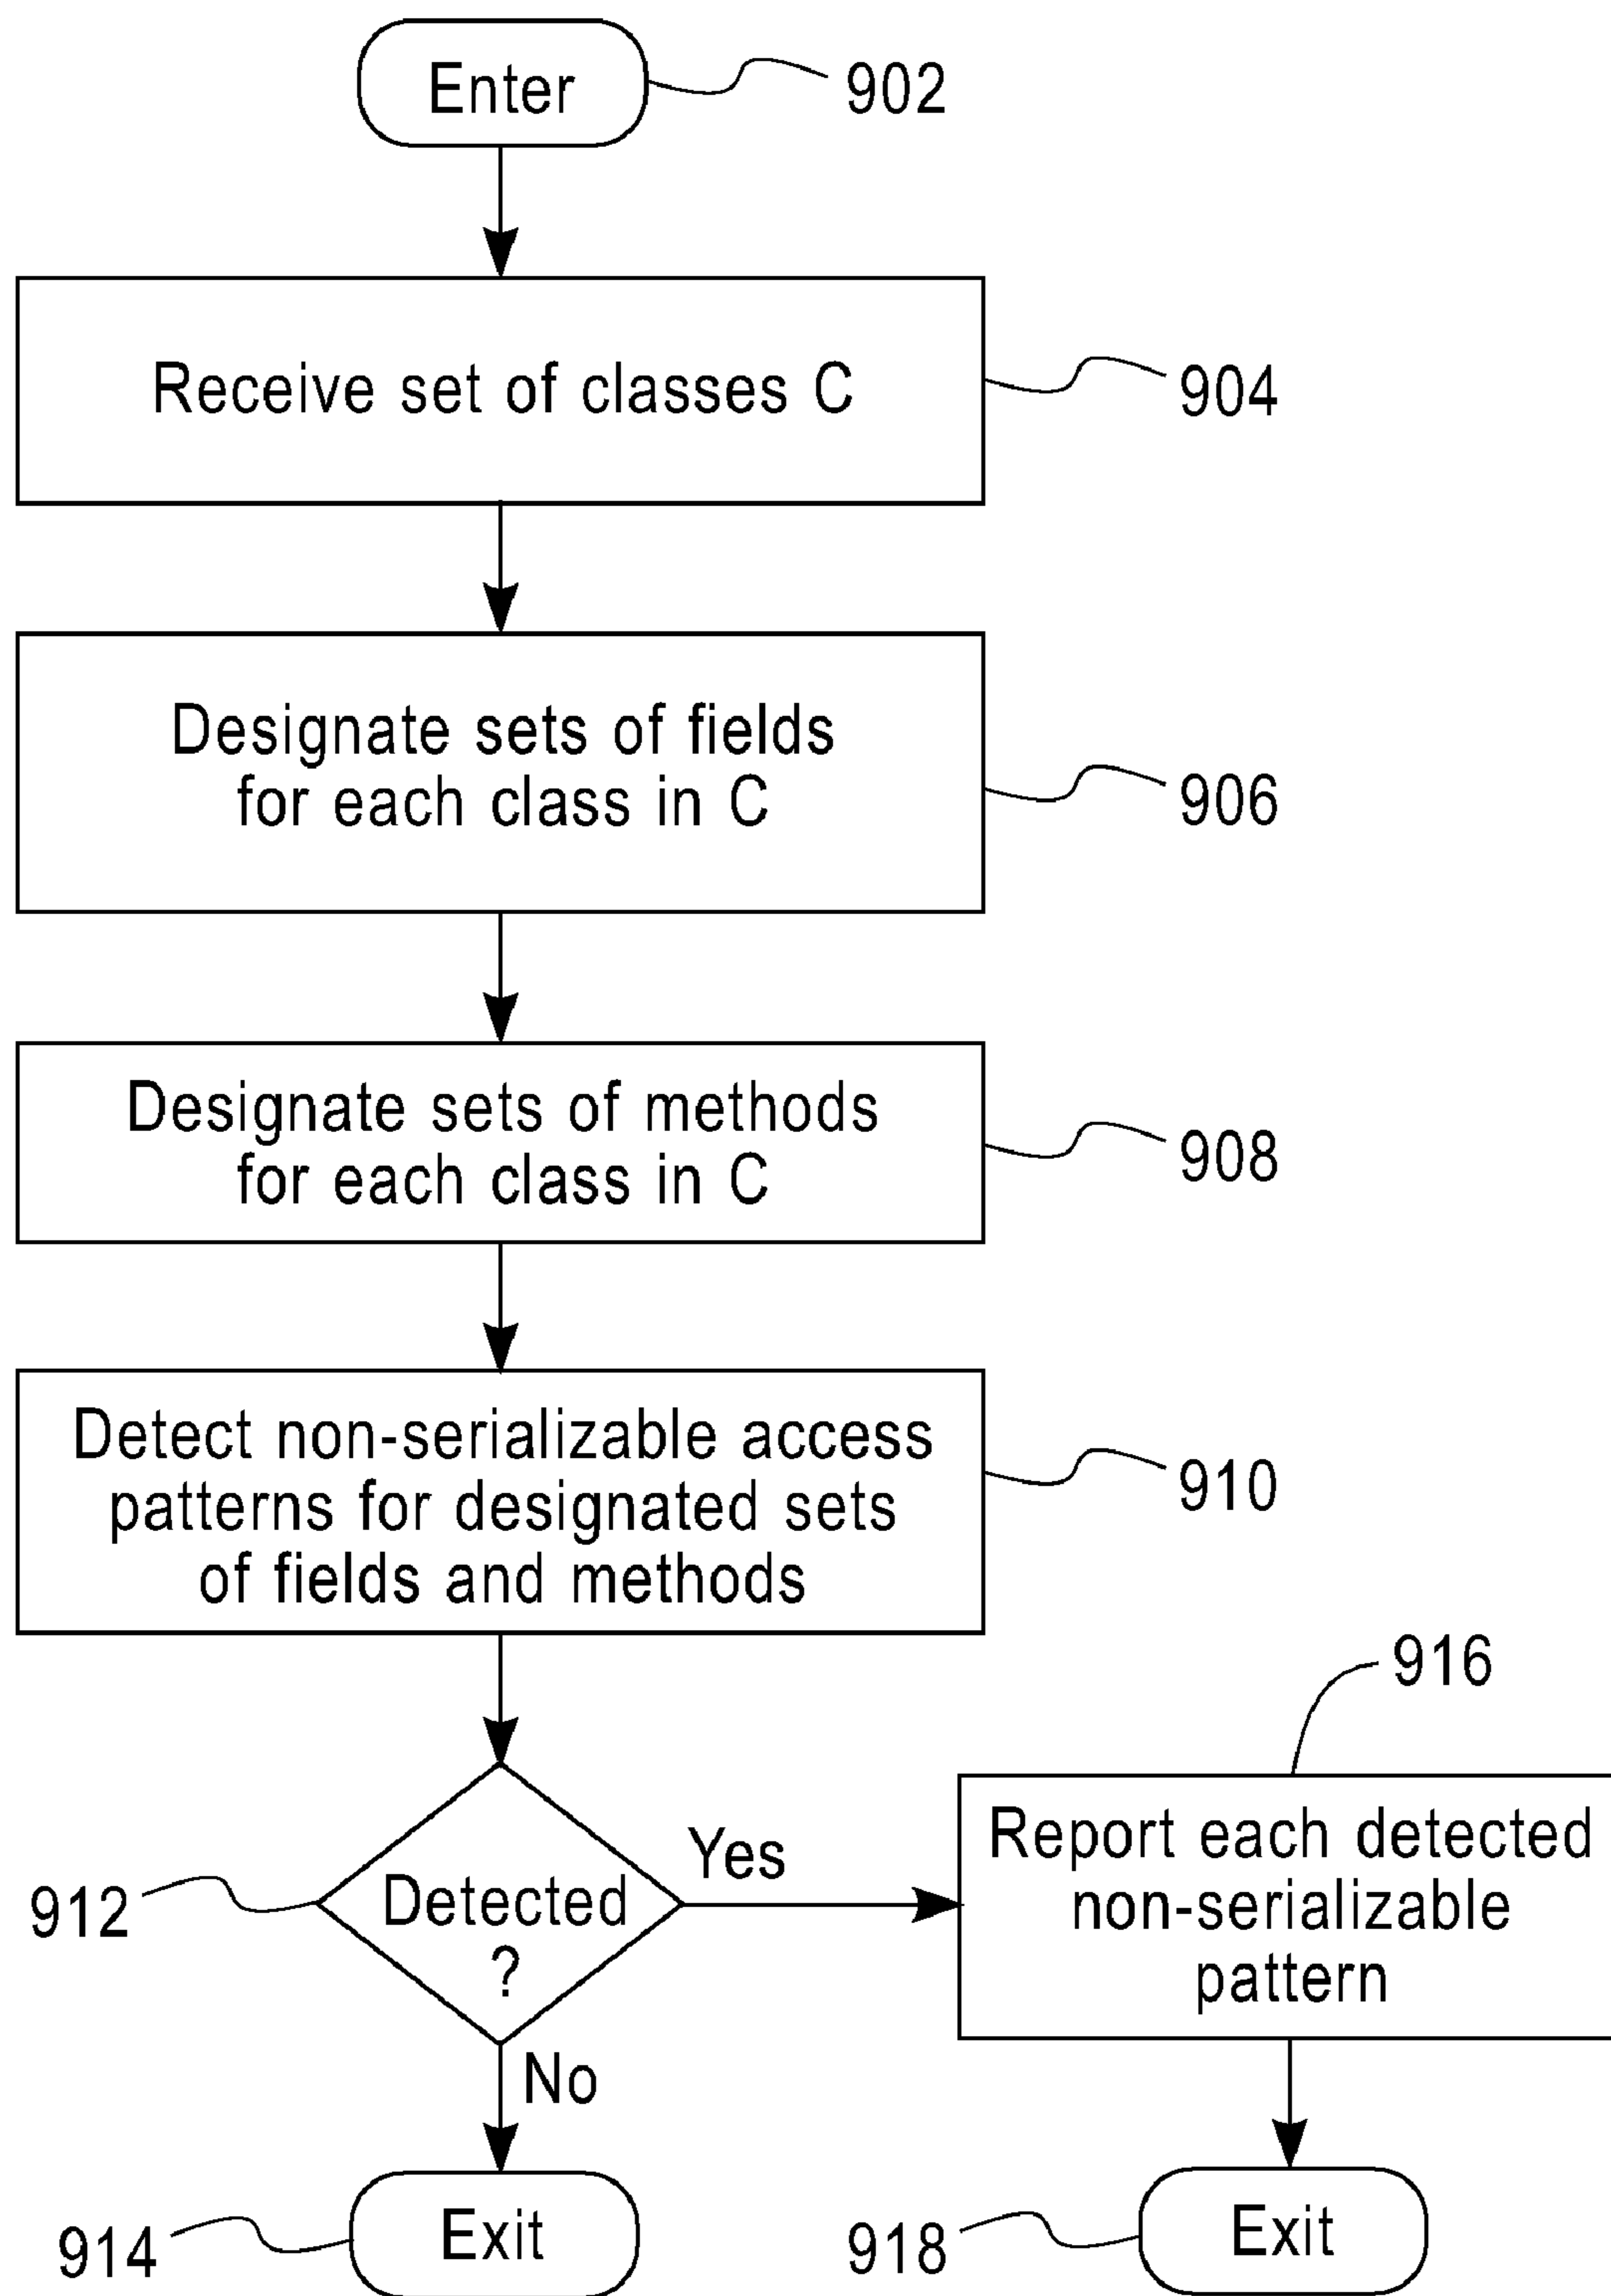 Enter
902
Receive set of classes C
904
Designate sets of fields
for each class in C
906
Designate sets of methods
for each class in C
908
Detect non-serializable access
patterns for designated sets
of fields and methods
910
916
Report each detected
non-serializable
pattern
Yes
912
Detected
?
No
914
Exit
918
Exit